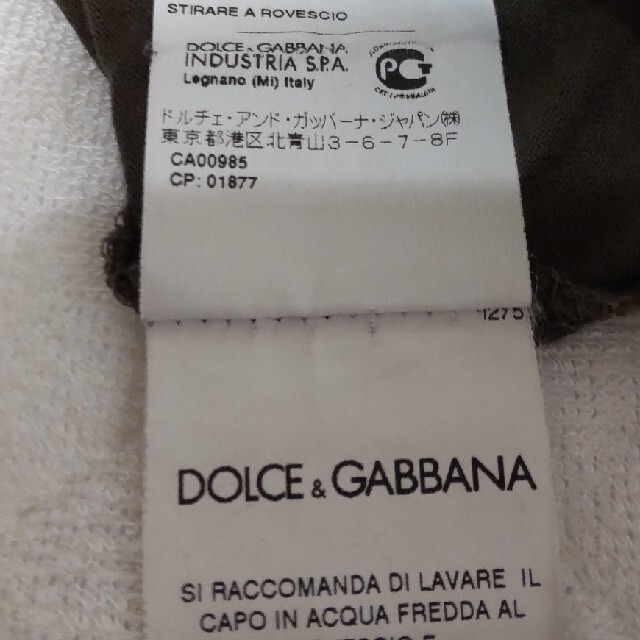 STIRARE A ROVESCIO
DOLCE & GABBANA
INDUSTRIA S.P.A.
Legnano (Mi) Italy
PCT
ドルチェ・アンド・ガッバーナ・ジャパン(株)
東京都港区北青山3-6-7-8F
CA00985
CP: 01877
1275
DOLCE & GABBANA
SI RACCOMANDA DI LAVARE IL
CAPO IN ACQUA FREDDA AL